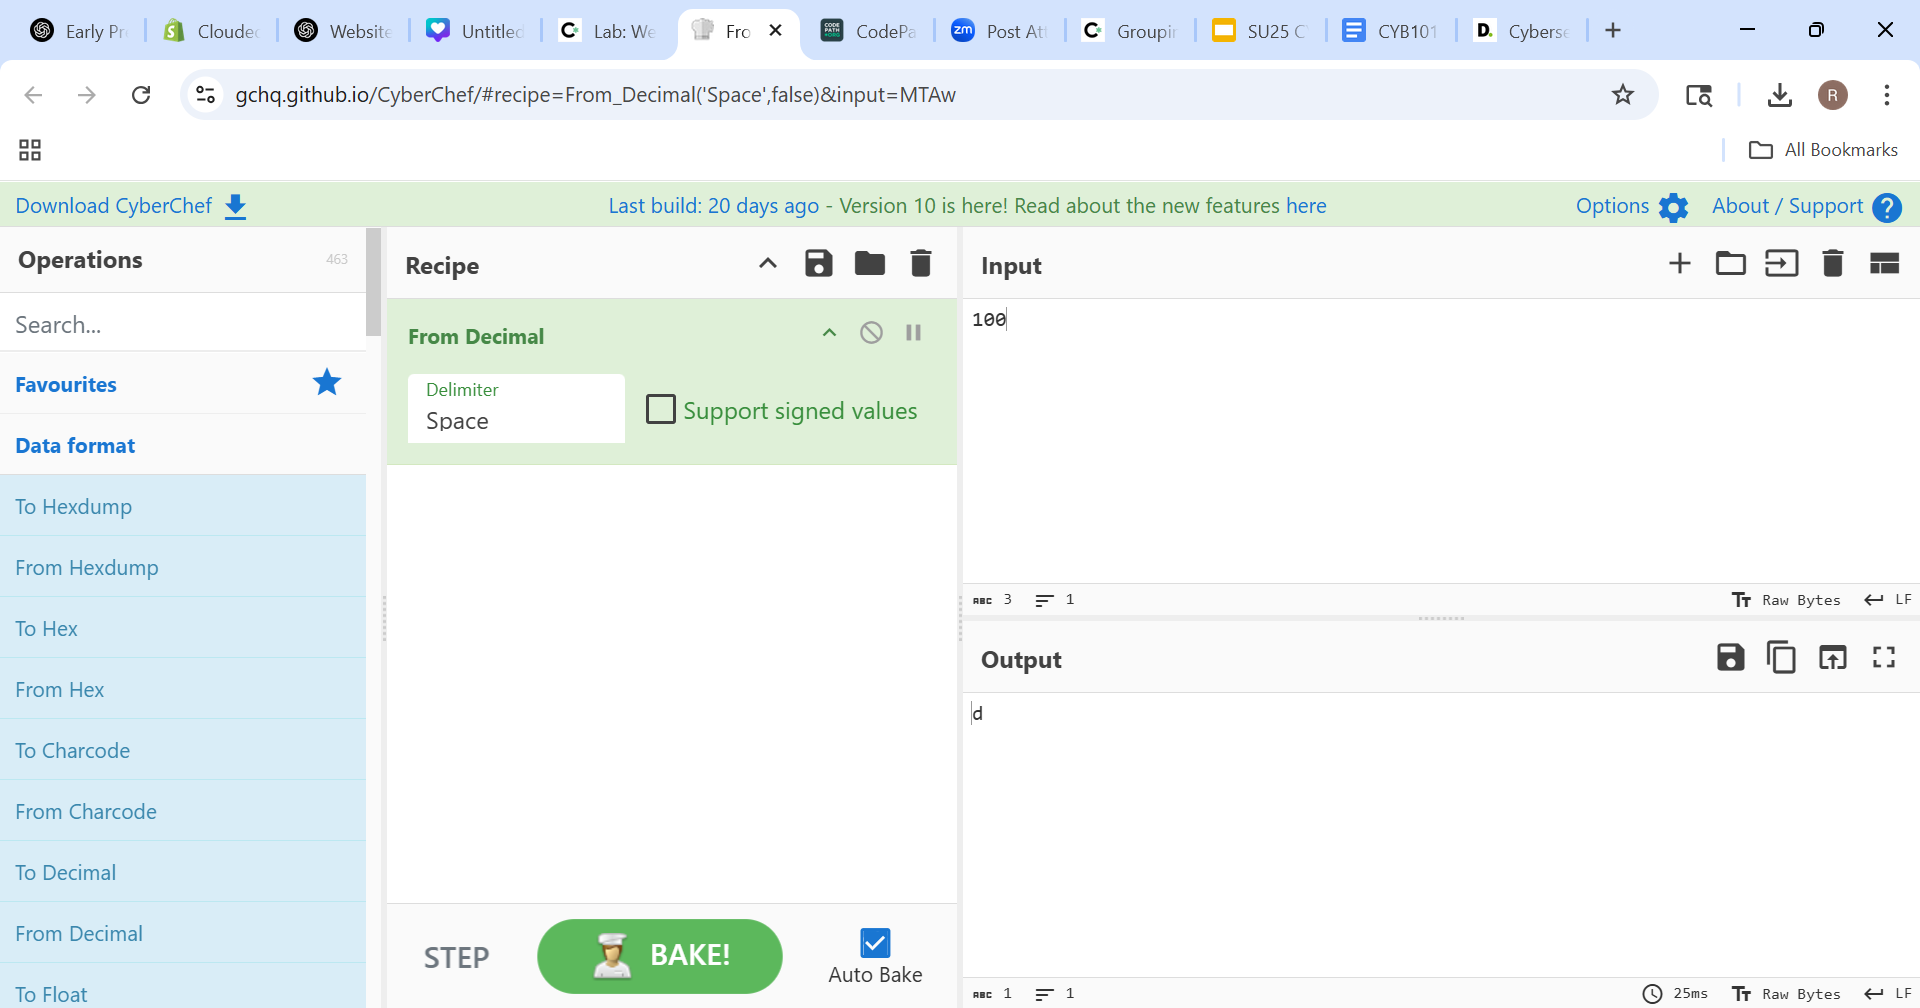 Early Pr
Clouded
Website
Untitled
Lab: We
Fro
CodePa
zm Post At
Groupin
SU25 C
CYB101
D. Cyberse
gchq.github.io/CyberChef/#recipe=From_Decimal('Space',false)&input=MTAw
R
All Bookmarks
Download CyberChef
Last build: 20 days ago - Version 10 is here! Read about the new features here
Options
About / Support ?
Operations
463
Search...
Favourites
Data format
To Hexdump
From Hexdump
To Hex
From Hex
To Charcode
From Charcode
To Decimal
From Decimal
To Float
Recipe
From Decimal
Delimiter
Space
Support signed values
STEP
BAKE!
Auto Bake
Input
100
ABC 3 1
Raw Bytes LF
Output
d
ABC 1 1
25ms Raw Bytes LF